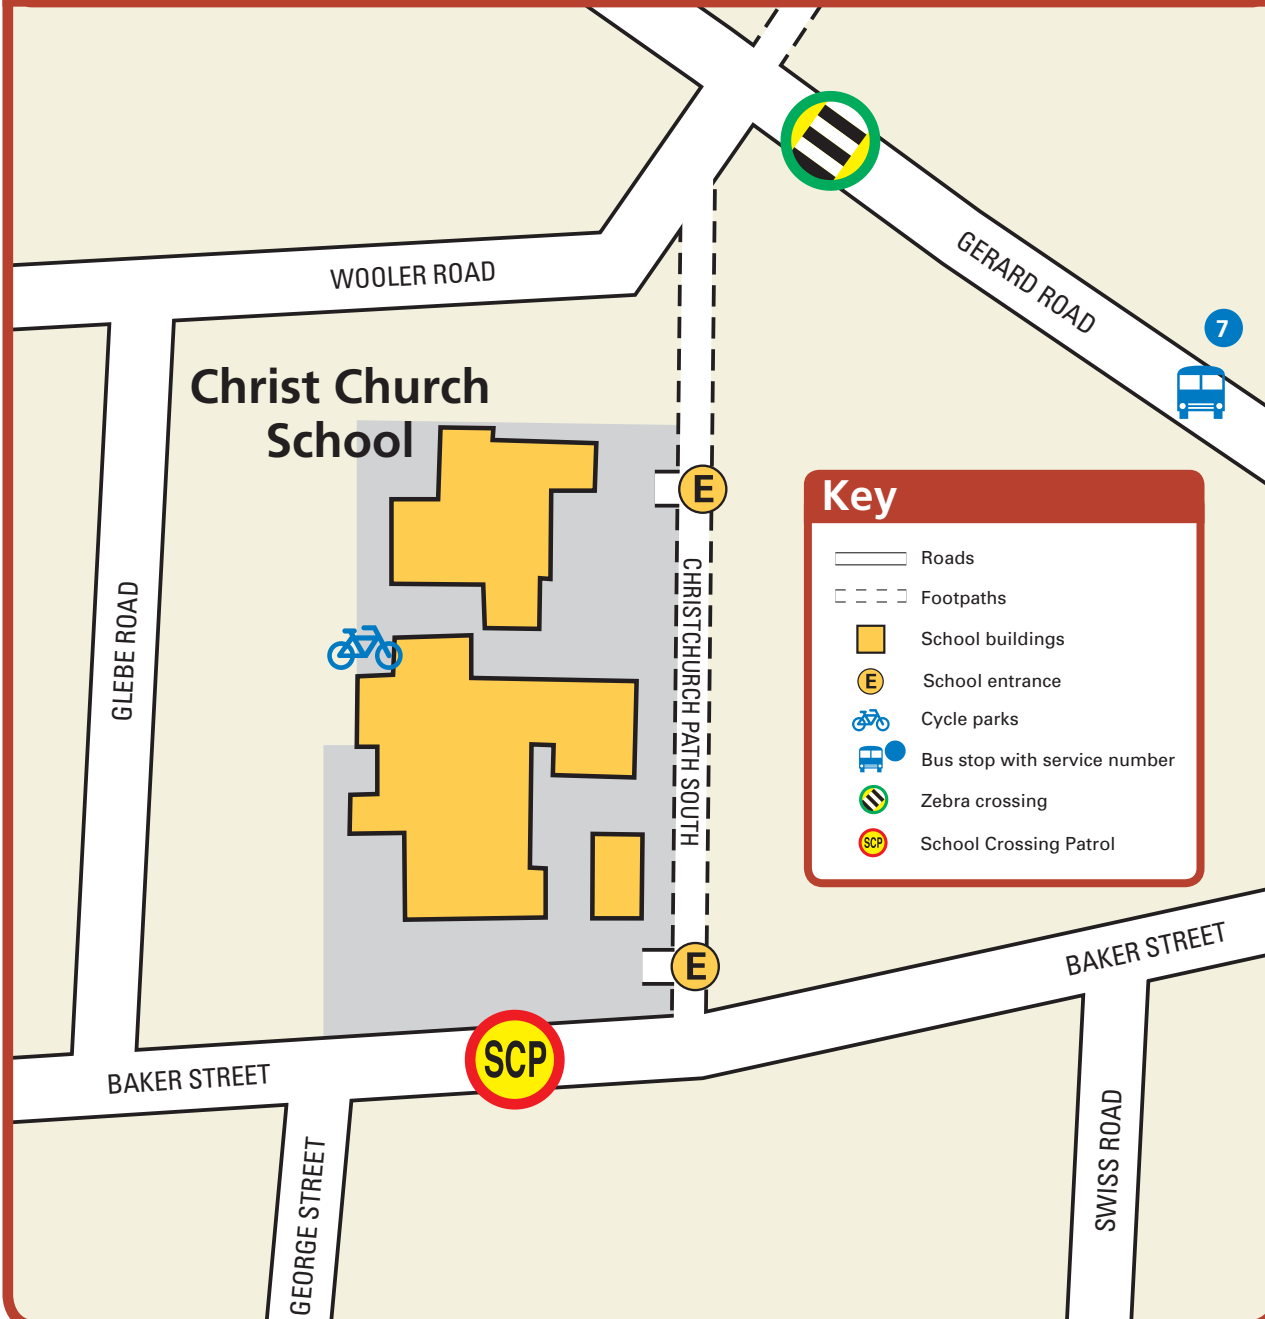 WOOLER ROAD
GERARD ROAD
7
Christ Church
School
E
Key
Roads
Footpaths
School buildings
E
School entrance
Cycle parks
Bus stop with service number
Zebra crossing
SCP
School Crossing Patrol
CHRISTCHURCH PATH SOUTH
GLEBE ROAD
E
BAKER STREET
SCP
BAKER STREET
GEORGE STREET
SWISS ROAD